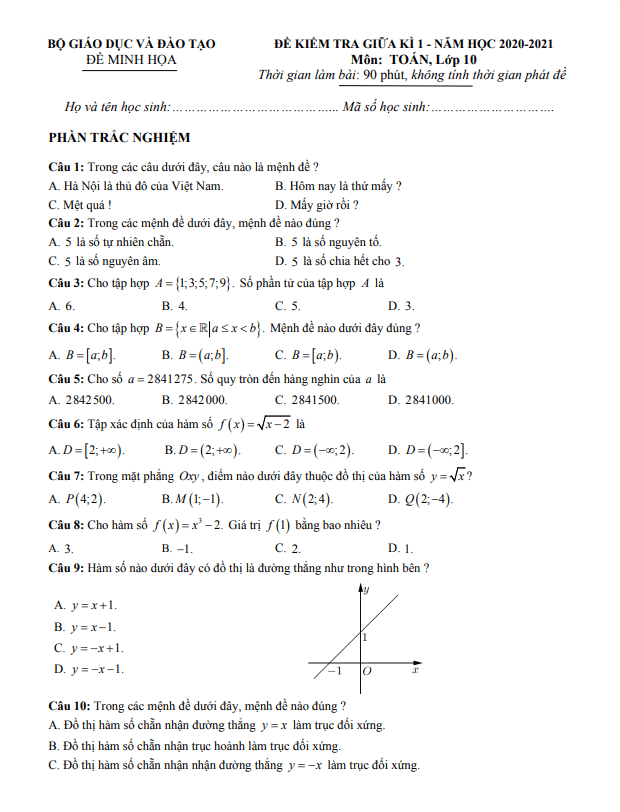 BỘ GIÁO DỤC VÀ ĐÀO TẠO
ĐỀ MINH HỌA
ĐỀ KIỂM TRA GIỮA KÌ 1 - NĂM HỌC 2020-2021
Môn: TOÁN, Lớp 10
Thời gian làm bài: 90 phút, không tính thời gian phát đề
Họ và tên học sinh:………………………………... Mã số học sinh:………………………….
PHẦN TRẮC NGHIỆM
Câu 1: Trong các câu dưới đây, câu nào là mệnh đề ?
A. Hà Nội là thủ đô của Việt Nam. B. Hôm nay là thứ mấy ?
C. Mệt quá ! D. Mấy giờ rồi ?
Câu 2: Trong các mệnh đề dưới đây, mệnh đề nào đúng ?
A. 5 là số tự nhiên chẵn. B. 5 là số nguyên tố.
C. 5 là số nguyên âm. D. 5 là số chia hết cho 3.
Câu 3: Cho tập hợp A = {1;3;5;7;9}. Số phần tử của tập hợp A là
A. 6. B. 4. C. 5. D. 3.
Câu 4: Cho tập hợp B = {x ∈ ℝ | a ≤ x < b}. Mệnh đề nào dưới đây đúng ?
A. B = [a;b]. B. B = (a;b]. C. B = [a;b). D. B = (a;b).
Câu 5: Cho số a = 2841275. Số quy tròn đến hàng nghìn của a là
A. 2842500. B. 2842000. C. 2841500. D. 2841000.
Câu 6: Tập xác định của hàm số f(x) = √(x−2) là
A. D = [2;+∞). B. D = (2;+∞). C. D = (−∞;2). D. D = (−∞;2].
Câu 7: Trong mặt phẳng Oxy, điểm nào dưới đây thuộc đồ thị của hàm số y = √x ?
A. P(4;2). B. M(1;−1). C. N(2;4). D. Q(2;−4).
Câu 8: Cho hàm số f(x) = x³ − 2. Giá trị f(1) bằng bao nhiêu ?
A. 3. B. −1. C. 2. D. 1.
Câu 9: Hàm số nào dưới đây có đồ thị là đường thẳng như trong hình bên ?
A. y = x + 1.
B. y = x − 1.
C. y = −x + 1.
D. y = −x − 1.
y
1
−1 O x
Câu 10: Trong các mệnh đề dưới đây, mệnh đề nào đúng ?
A. Đồ thị hàm số chẵn nhận đường thẳng y = x làm trục đối xứng.
B. Đồ thị hàm số chẵn nhận trục hoành làm trục đối xứng.
C. Đồ thị hàm số chẵn nhận nhận đường thẳng y = −x làm trục đối xứng.